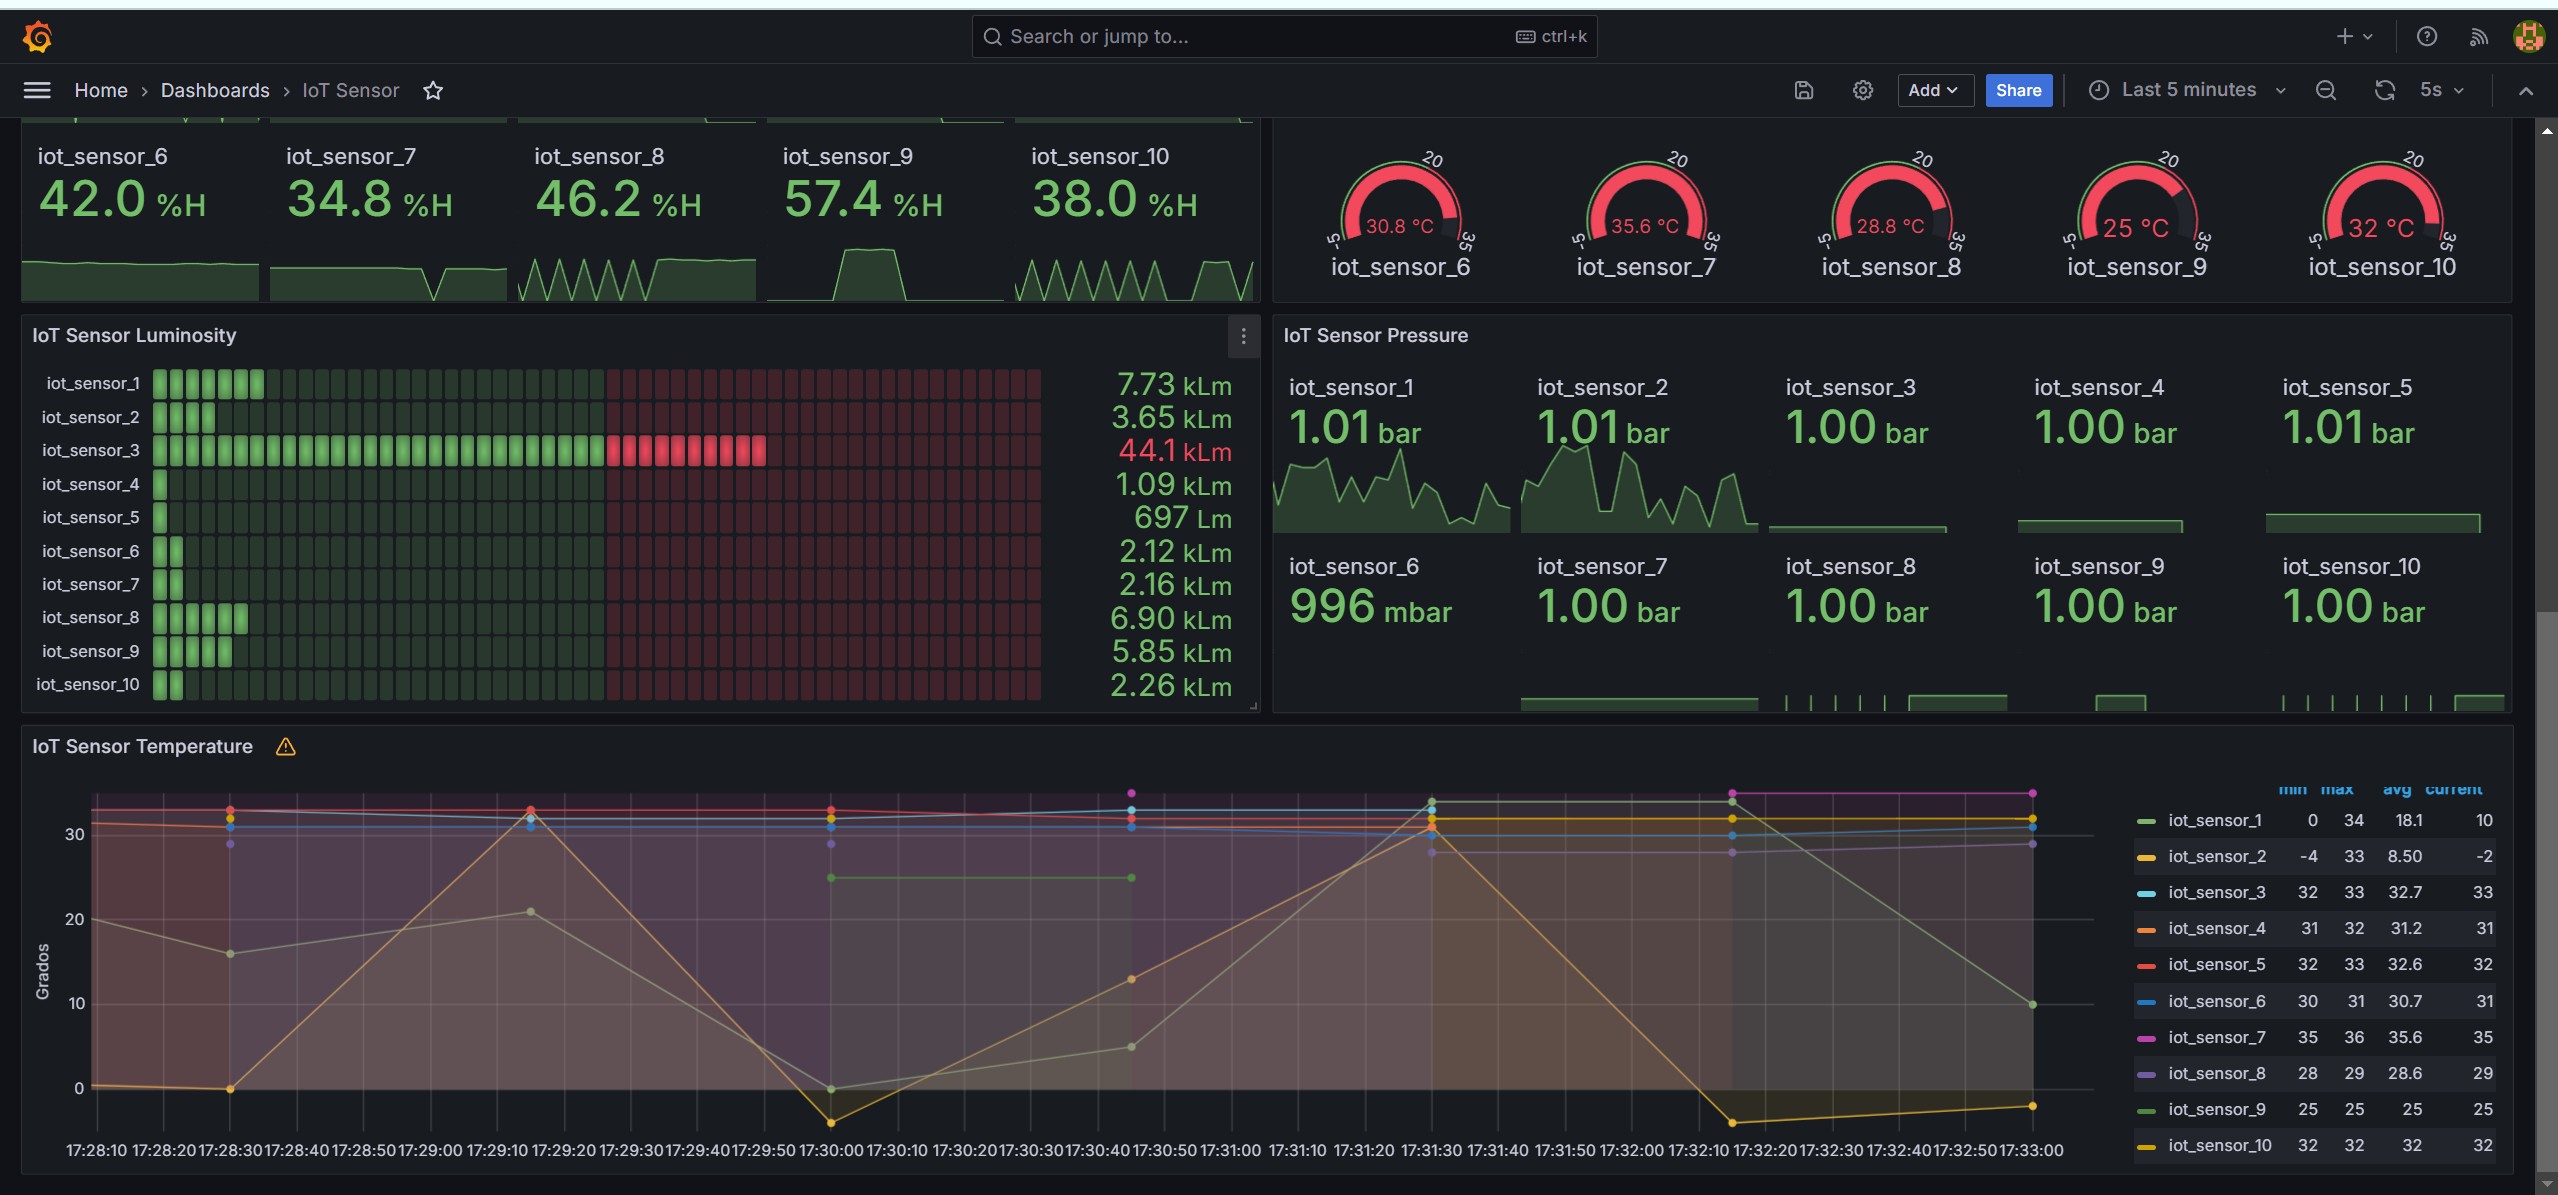 Search or jump to... ctrl+k
Home › Dashboards › IoT Sensor Add Share Last 5 minutes 5s
iot_sensor_6 iot_sensor_7 iot_sensor_8 iot_sensor_9 iot_sensor_10
42.0 %H 34.8 %H 46.2 %H 57.4 %H 38.0 %H
20 20 20 20 20
30.8 °C 35.6 °C 28.8 °C 25 °C 32 °C
-5 35 -5 35 -5 35 -5 35 -5 35
iot_sensor_6 iot_sensor_7 iot_sensor_8 iot_sensor_9 iot_sensor_10
IoT Sensor Luminosity
iot_sensor_1 7.73 kLm
iot_sensor_2 3.65 kLm
iot_sensor_3 44.1 kLm
iot_sensor_4 1.09 kLm
iot_sensor_5 697 Lm
iot_sensor_6 2.12 kLm
iot_sensor_7 2.16 kLm
iot_sensor_8 6.90 kLm
iot_sensor_9 5.85 kLm
iot_sensor_10 2.26 kLm
IoT Sensor Pressure
iot_sensor_1 iot_sensor_2 iot_sensor_3 iot_sensor_4 iot_sensor_5
1.01 bar 1.01 bar 1.00 bar 1.00 bar 1.01 bar
iot_sensor_6 iot_sensor_7 iot_sensor_8 iot_sensor_9 iot_sensor_10
996 mbar 1.00 bar 1.00 bar 1.00 bar 1.00 bar
IoT Sensor Temperature
Grados
30
20
10
0
17:28:10 17:28:20 17:28:30 17:28:40 17:28:50 17:29:00 17:29:10 17:29:20 17:29:30 17:29:40 17:29:50 17:30:00 17:30:10 17:30:20 17:30:30 17:30:40 17:30:50 17:31:00 17:31:10 17:31:20 17:31:30 17:31:40 17:31:50 17:32:00 17:32:10 17:32:20 17:32:30 17:32:40 17:32:50 17:33:00
min max avg current
iot_sensor_1 0 34 18.1 10
iot_sensor_2 -4 33 8.50 -2
iot_sensor_3 32 33 32.7 33
iot_sensor_4 31 32 31.2 31
iot_sensor_5 32 33 32.6 32
iot_sensor_6 30 31 30.7 31
iot_sensor_7 35 36 35.6 35
iot_sensor_8 28 29 28.6 29
iot_sensor_9 25 25 25 25
iot_sensor_10 32 32 32 32